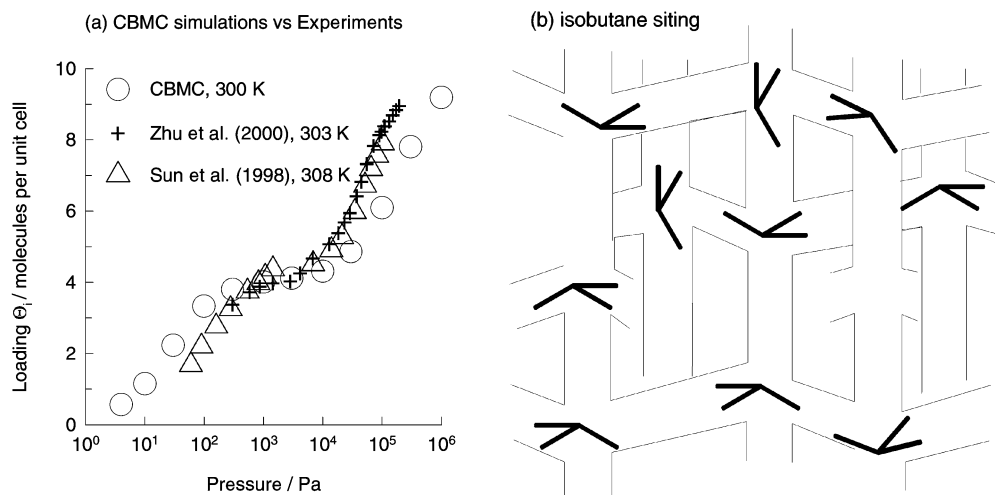 (a) CBMC simulations vs Experiments
10
8
6
4
2
0
Loading Θi / molecules per unit cell
CBMC, 300 K
Zhu et al. (2000), 303 K
Sun et al. (1998), 308 K
10⁰ 10¹ 10² 10³ 10⁴ 10⁵ 10⁶
Pressure / Pa
(b) isobutane siting